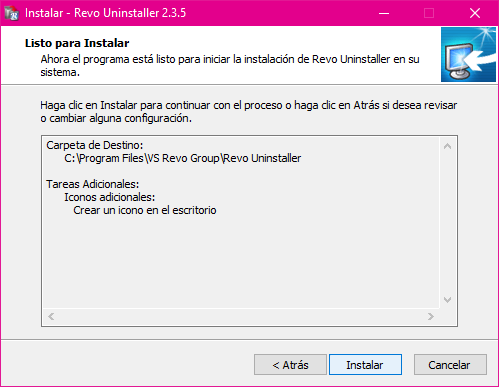 Instalar - Revo Uninstaller 2.3.5
Listo para Instalar
Ahora el programa está listo para iniciar la instalación de Revo Uninstaller en su
sistema.
Haga clic en Instalar para continuar con el proceso o haga clic en Atrás si desea revisar
o cambiar alguna configuración.
Carpeta de Destino:
C:\Program Files\VS Revo Group\Revo Uninstaller
Tareas Adicionales:
Iconos adicionales:
Crear un icono en el escritorio
< Atrás
Instalar
Cancelar